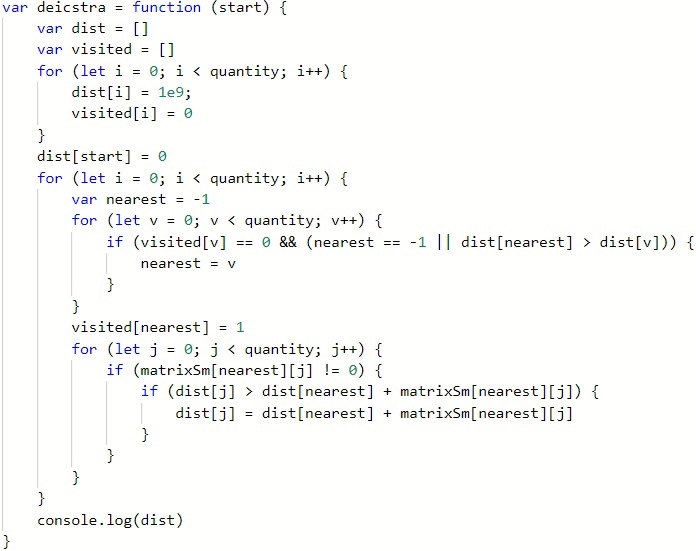 var deicstra = function (start) {
    var dist = []
    var visited = []
    for (let i = 0; i < quantity; i++) {
        dist[i] = 1e9;
        visited[i] = 0
    }
    dist[start] = 0
    for (let i = 0; i < quantity; i++) {
        var nearest = -1
        for (let v = 0; v < quantity; v++) {
            if (visited[v] == 0 && (nearest == -1 || dist[nearest] > dist[v])) {
                nearest = v
            }
        }
        visited[nearest] = 1
        for (let j = 0; j < quantity; j++) {
            if (matrixSm[nearest][j] != 0) {
                if (dist[j] > dist[nearest] + matrixSm[nearest][j]) {
                    dist[j] = dist[nearest] + matrixSm[nearest][j]
                }
            }
        }
    }
    console.log(dist)
}